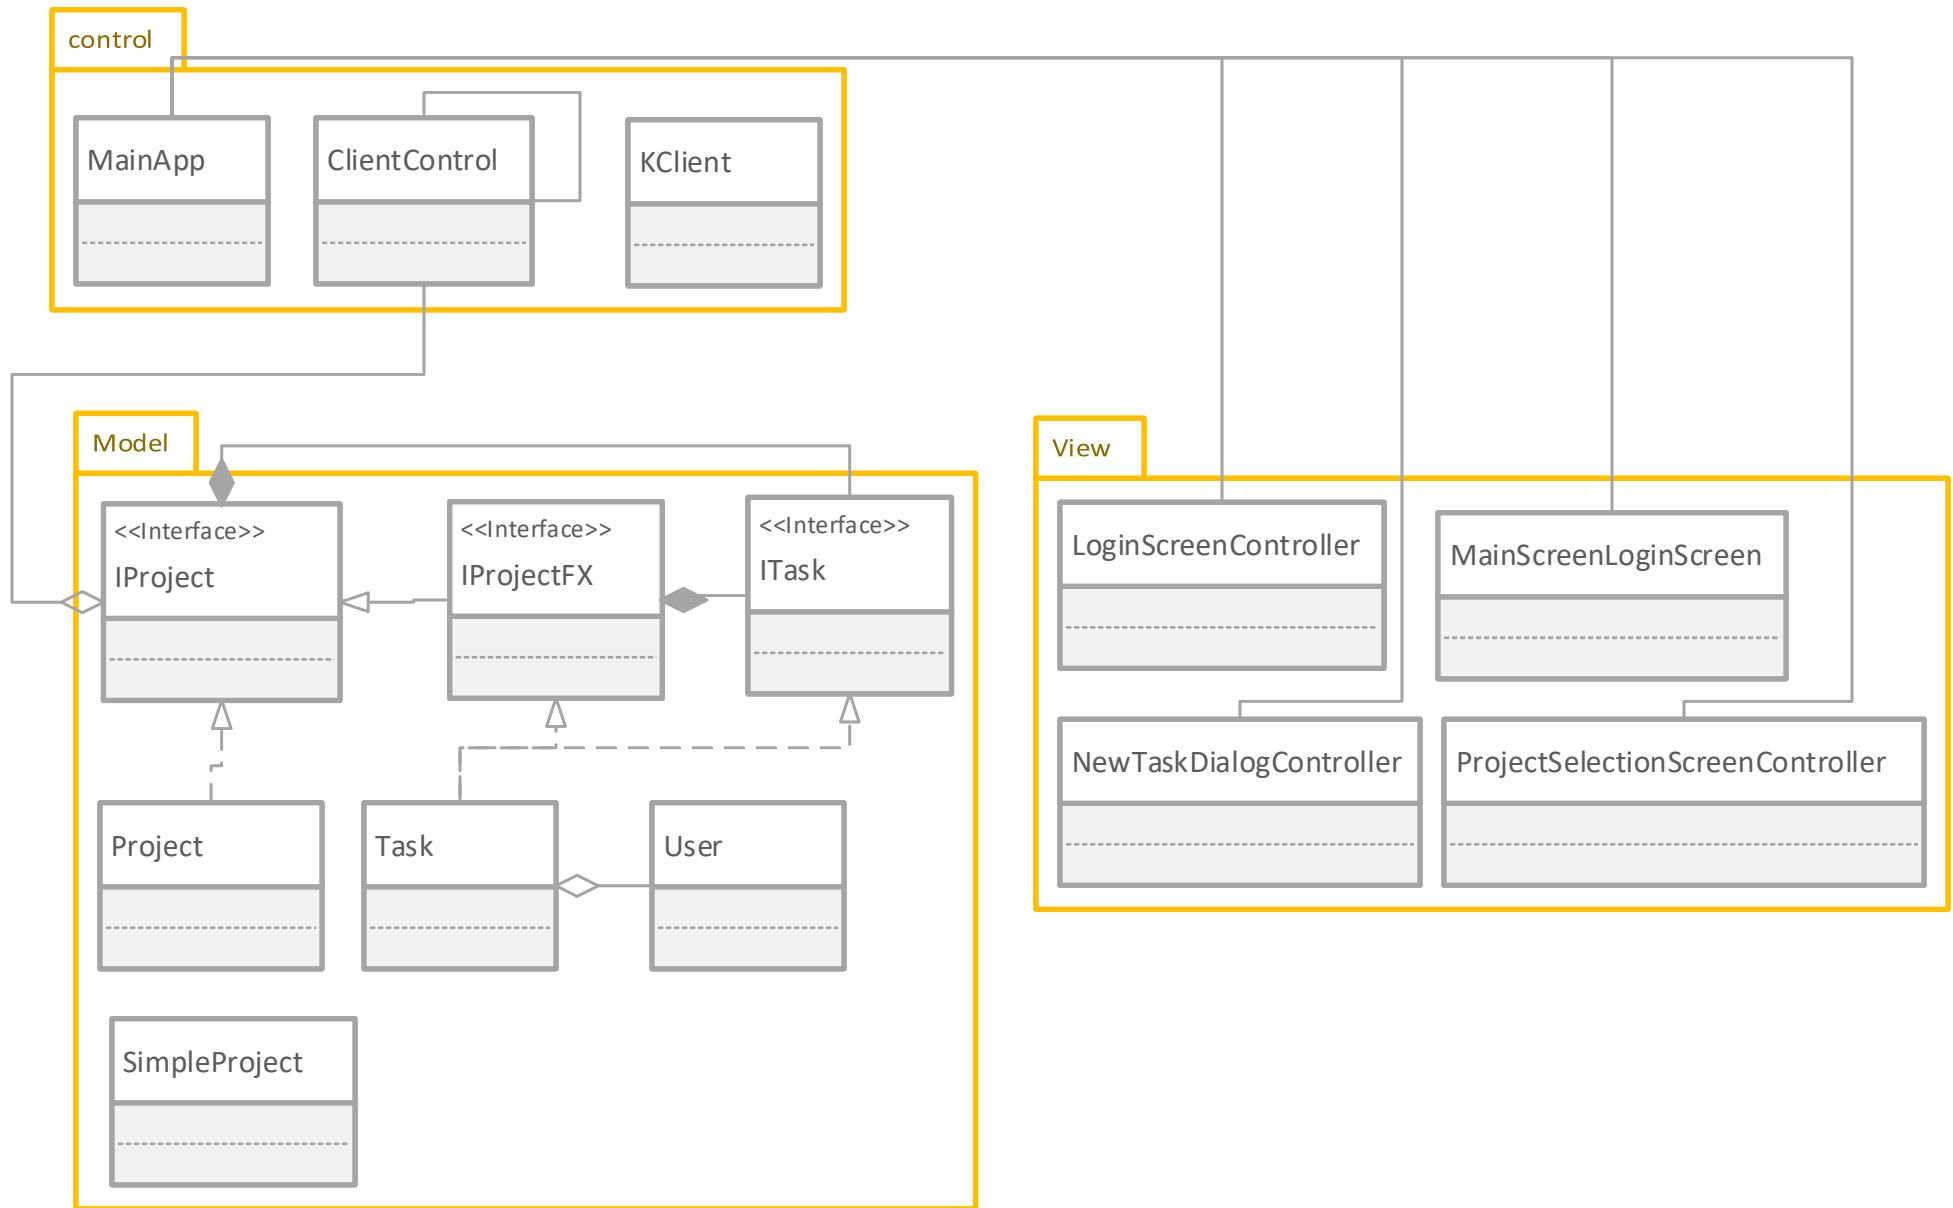 control
MainApp
ClientControl
KClient
Model
<<Interface>>
IProject
<<Interface>>
IProjectFX
<<Interface>>
ITask
Project
Task
User
SimpleProject
View
LoginScreenController
MainScreenLoginScreen
NewTaskDialogController
ProjectSelectionScreenController